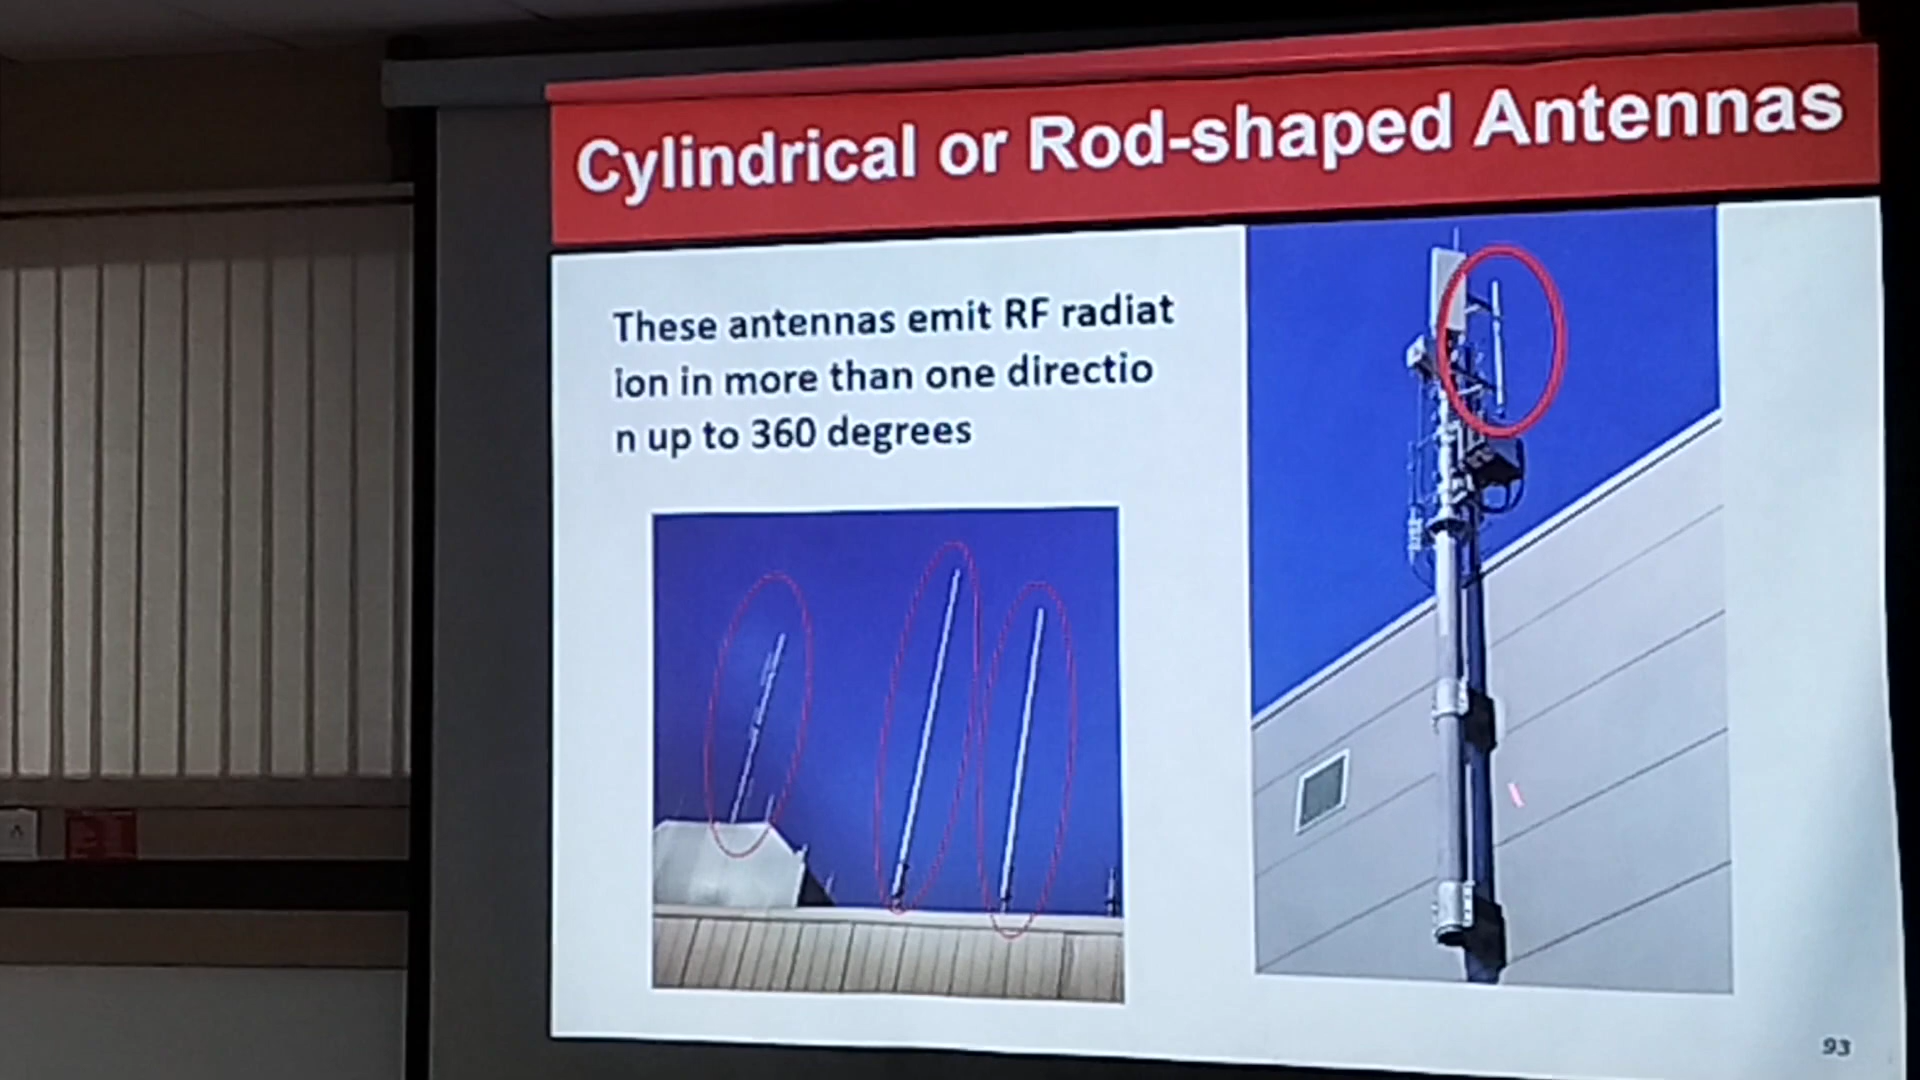 Cylindrical or Rod-shaped Antennas
These antennas emit RF radiat
ion in more than one directio
n up to 360 degrees
93